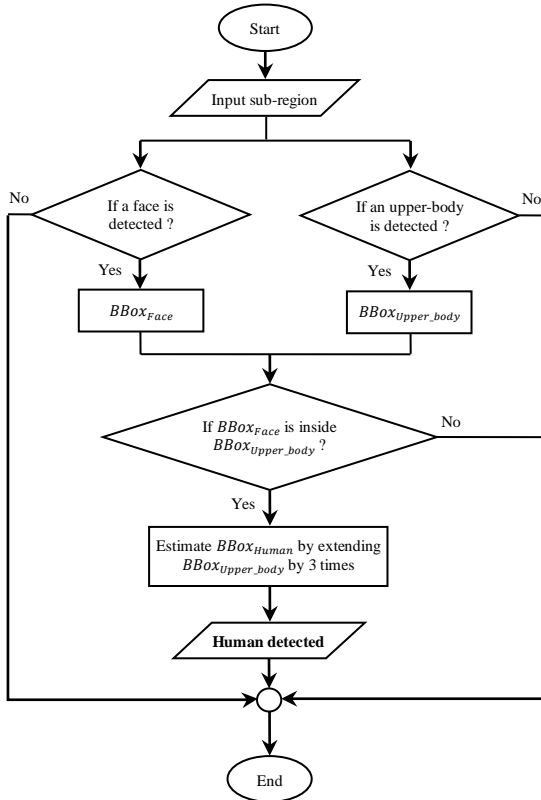 Start
Input sub-region
No
If a face is
detected ?
If an upper-body
is detected ?
No
Yes
Yes
BBox_Face
BBox_Upper_body
If BBox_Face is inside
BBox_Upper_body ?
No
Yes
Estimate BBox_Human by extending
BBox_Upper_body by 3 times
Human detected
End